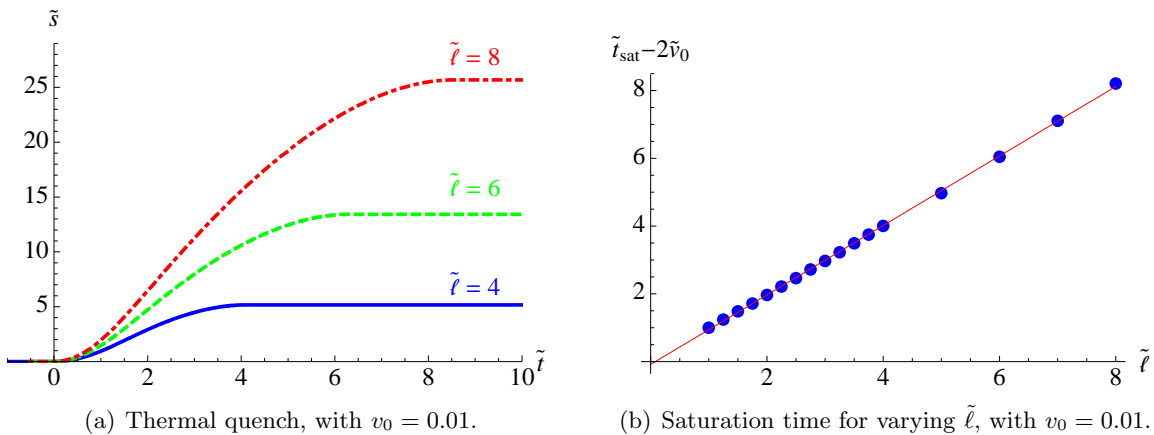 s̃
25
20
15
10
5
ℓ̃ = 8
ℓ̃ = 6
ℓ̃ = 4
0 2 4 6 8 10 t̃
(a) Thermal quench, with v₀ = 0.01.
t̃sat−2ṽ₀
8
6
4
2
2 4 6 8 ℓ̃
(b) Saturation time for varying ℓ̃, with v₀ = 0.01.